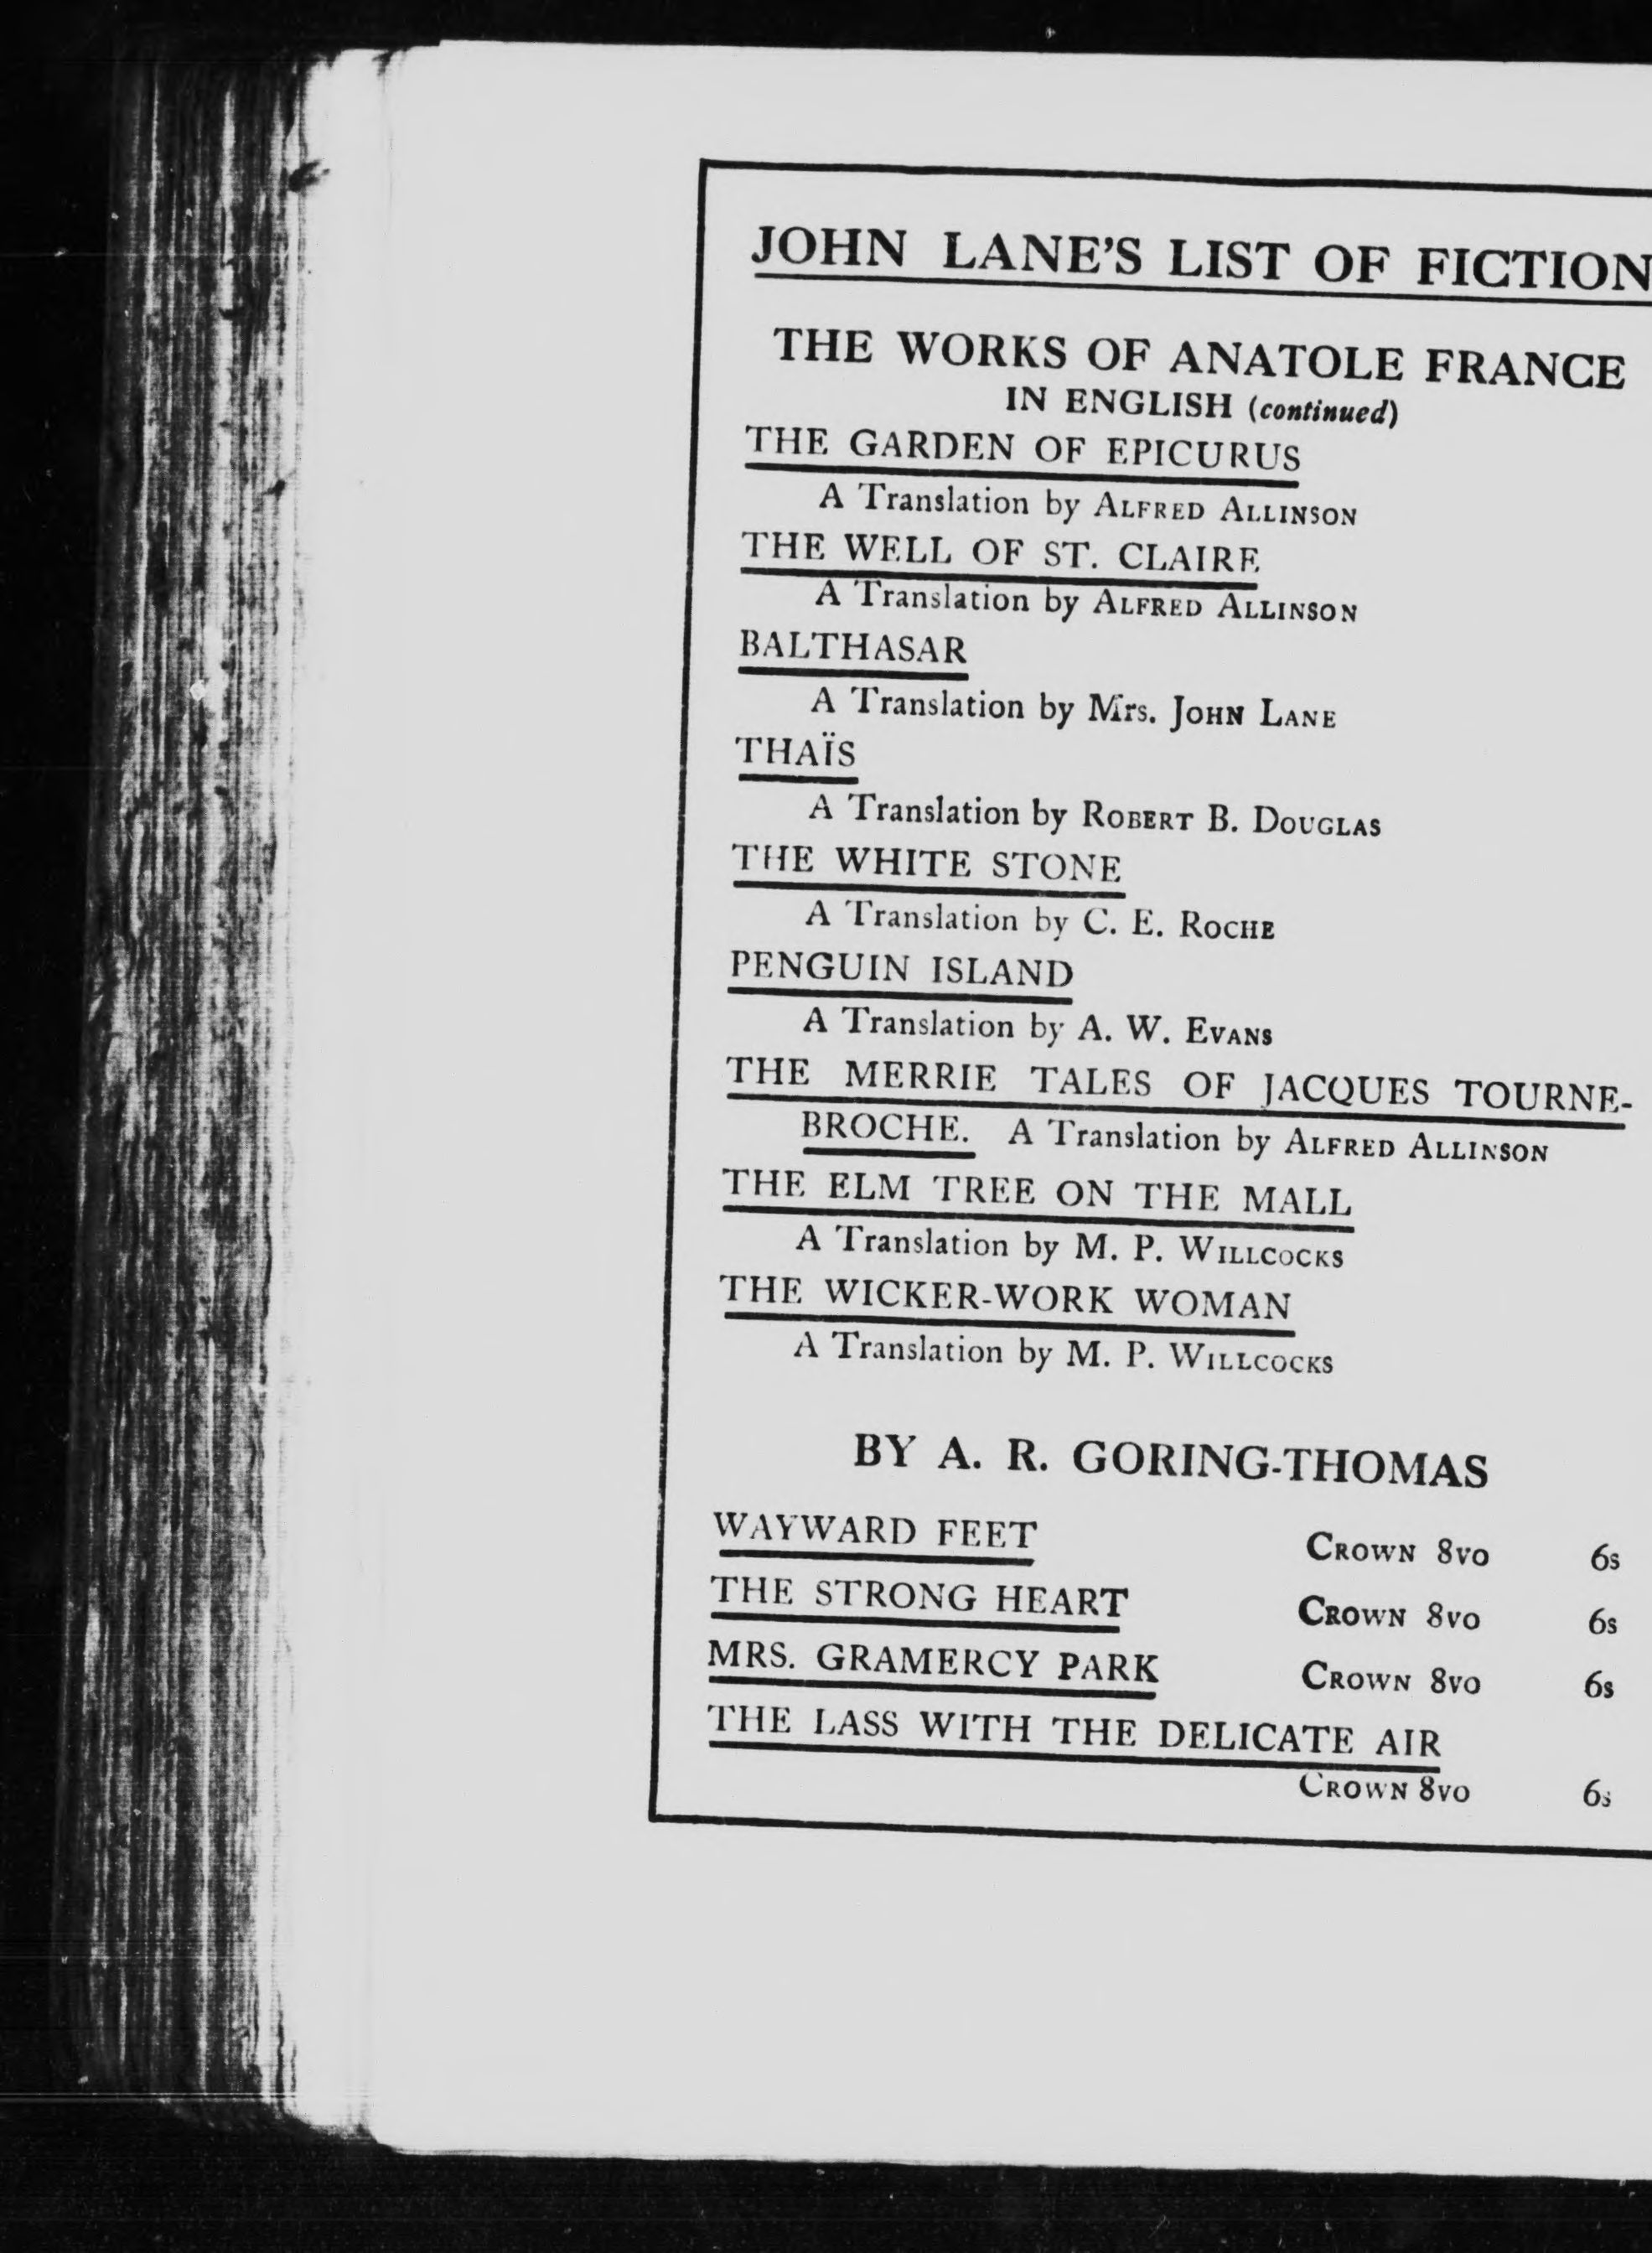 JOHN LANE'S LIST OF FICTION
THE WORKS OF ANATOLE FRANCE
IN ENGLISH (continued)
THE GARDEN OF EPICURUS
A Translation by ALFRED ALLINSON
THE WELL OF ST. CLAIRE
A Translation by ALFRED ALLINSON
BALTHASAR
A Translation by Mrs. JOHN LANE
THAÏS
A Translation by ROBERT B. DOUGLAS
THE WHITE STONE
A Translation by C. E. ROCHE
PENGUIN ISLAND
A Translation by A. W. EVANS
THE MERRIE TALES OF JACQUES TOURNE-
BROCHE. A Translation by ALFRED ALLINSON
THE ELM TREE ON THE MALL
A Translation by M. P. WILLCOCKS
THE WICKER-WORK WOMAN
A Translation by M. P. WILLCOCKS
BY A. R. GORING-THOMAS
WAYWARD FEET CROWN 8VO 6s
THE STRONG HEART CROWN 8VO 6s
MRS. GRAMERCY PARK CROWN 8VO 6s
THE LASS WITH THE DELICATE AIR
CROWN 8VO 6s